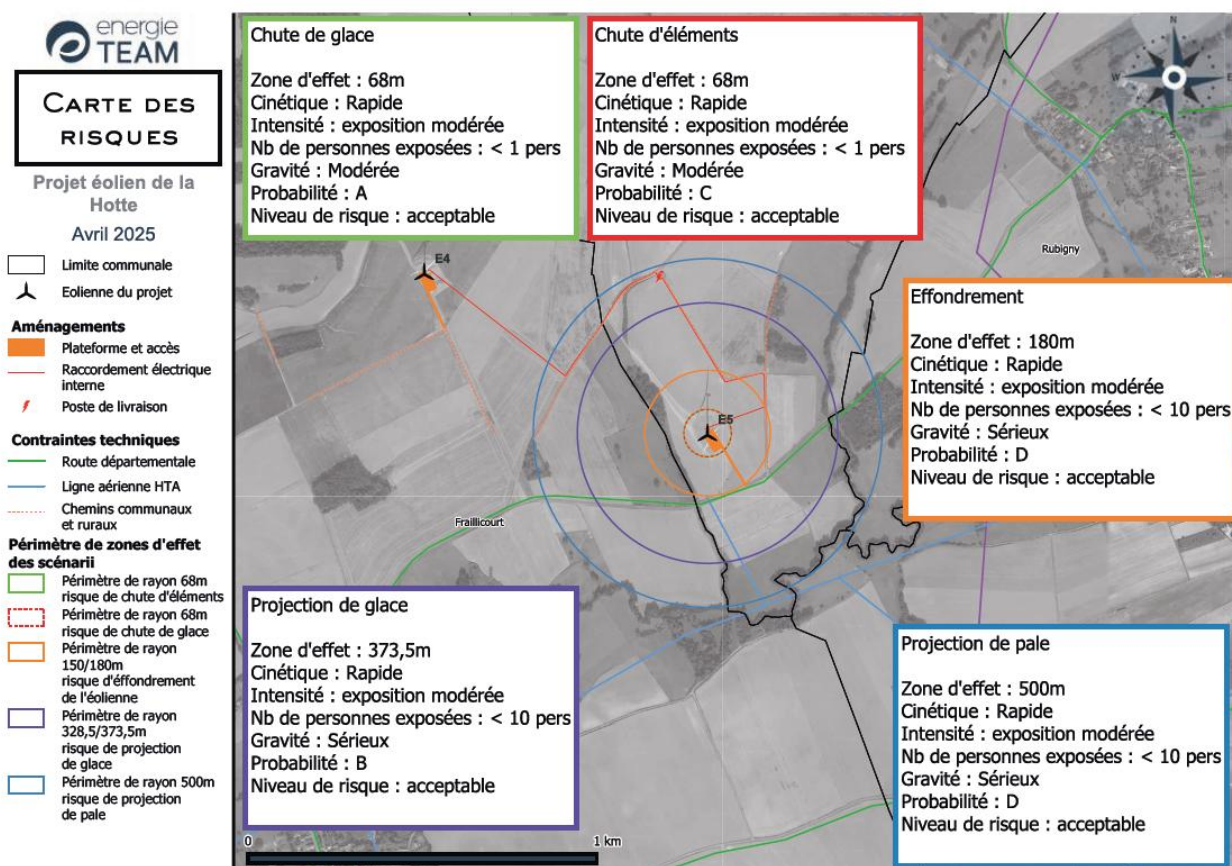 energie
TEAM
CARTE DES
RISQUES
Projet éolien de la
Hotte
Avril 2025
Limite communale
Eolienne du projet
Aménagements
Plateforme et accès
Raccordement électrique
interne
Poste de livraison
Contraintes techniques
Route départementale
Ligne aérienne HTA
Chemins communaux
et ruraux
Périmètre de zones d'effet
des scénarii
Périmètre de rayon 68m
risque de chute d'éléments
Périmètre de rayon 68m
risque de chute de glace
Périmètre de rayon
150/180m
risque d'éffondrement
de l'éolienne
Périmètre de rayon
328,5/373,5m
risque de projection
de glace
Périmètre de rayon 500m
risque de projection
de pale
Chute de glace
Zone d'effet : 68m
Cinétique : Rapide
Intensité : exposition modérée
Nb de personnes exposées : < 1 pers
Gravité : Modérée
Probabilité : A
Niveau de risque : acceptable
Chute d'éléments
Zone d'effet : 68m
Cinétique : Rapide
Intensité : exposition modérée
Nb de personnes exposées : < 1 pers
Gravité : Modérée
Probabilité : C
Niveau de risque : acceptable
N
W
S
Rubigny
E4
E5
Fraillicourt
Effondrement
Zone d'effet : 180m
Cinétique : Rapide
Intensité : exposition modérée
Nb de personnes exposées : < 10 pers
Gravité : Sérieux
Probabilité : D
Niveau de risque : acceptable
Projection de glace
Zone d'effet : 373,5m
Cinétique : Rapide
Intensité : exposition modérée
Nb de personnes exposées : < 10 pers
Gravité : Sérieux
Probabilité : B
Niveau de risque : acceptable
Projection de pale
Zone d'effet : 500m
Cinétique : Rapide
Intensité : exposition modérée
Nb de personnes exposées : < 10 pers
Gravité : Sérieux
Probabilité : D
Niveau de risque : acceptable
0
1 km